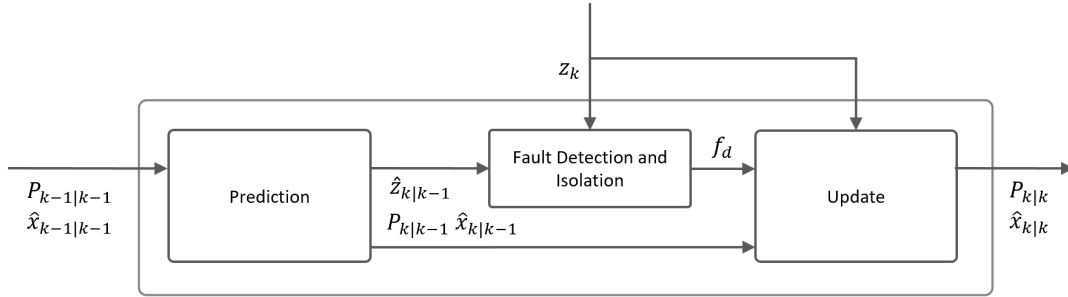 z_k
Fault Detection and
Isolation
f_d
Prediction
Update
P_{k-1|k-1}
x̂_{k-1|k-1}
ẑ_{k|k-1}
P_{k|k-1} x̂_{k|k-1}
P_{k|k}
x̂_{k|k}